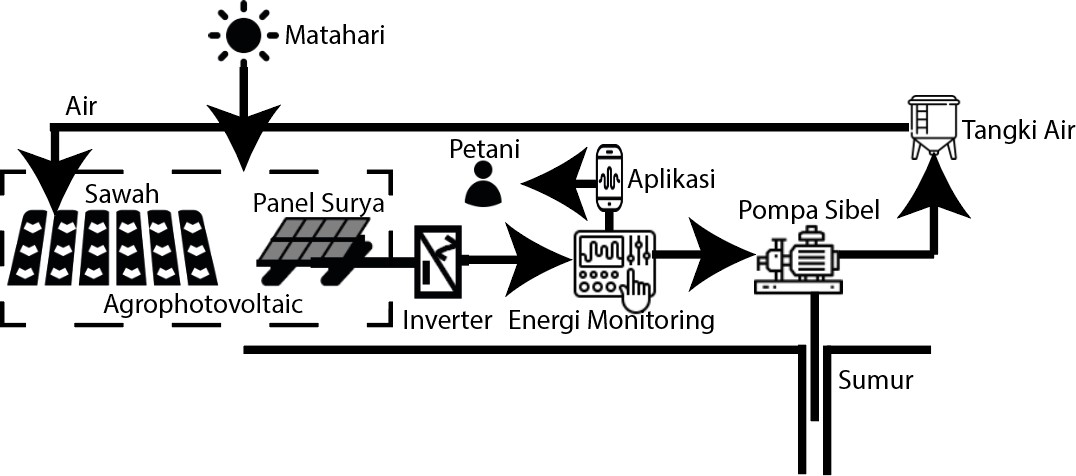 Matahari
Air
Tangki Air
Petani
Aplikasi
Sawah
Panel Surya
Pompa Sibel
Agrophotovoltaic
Inverter
Energi Monitoring
Sumur